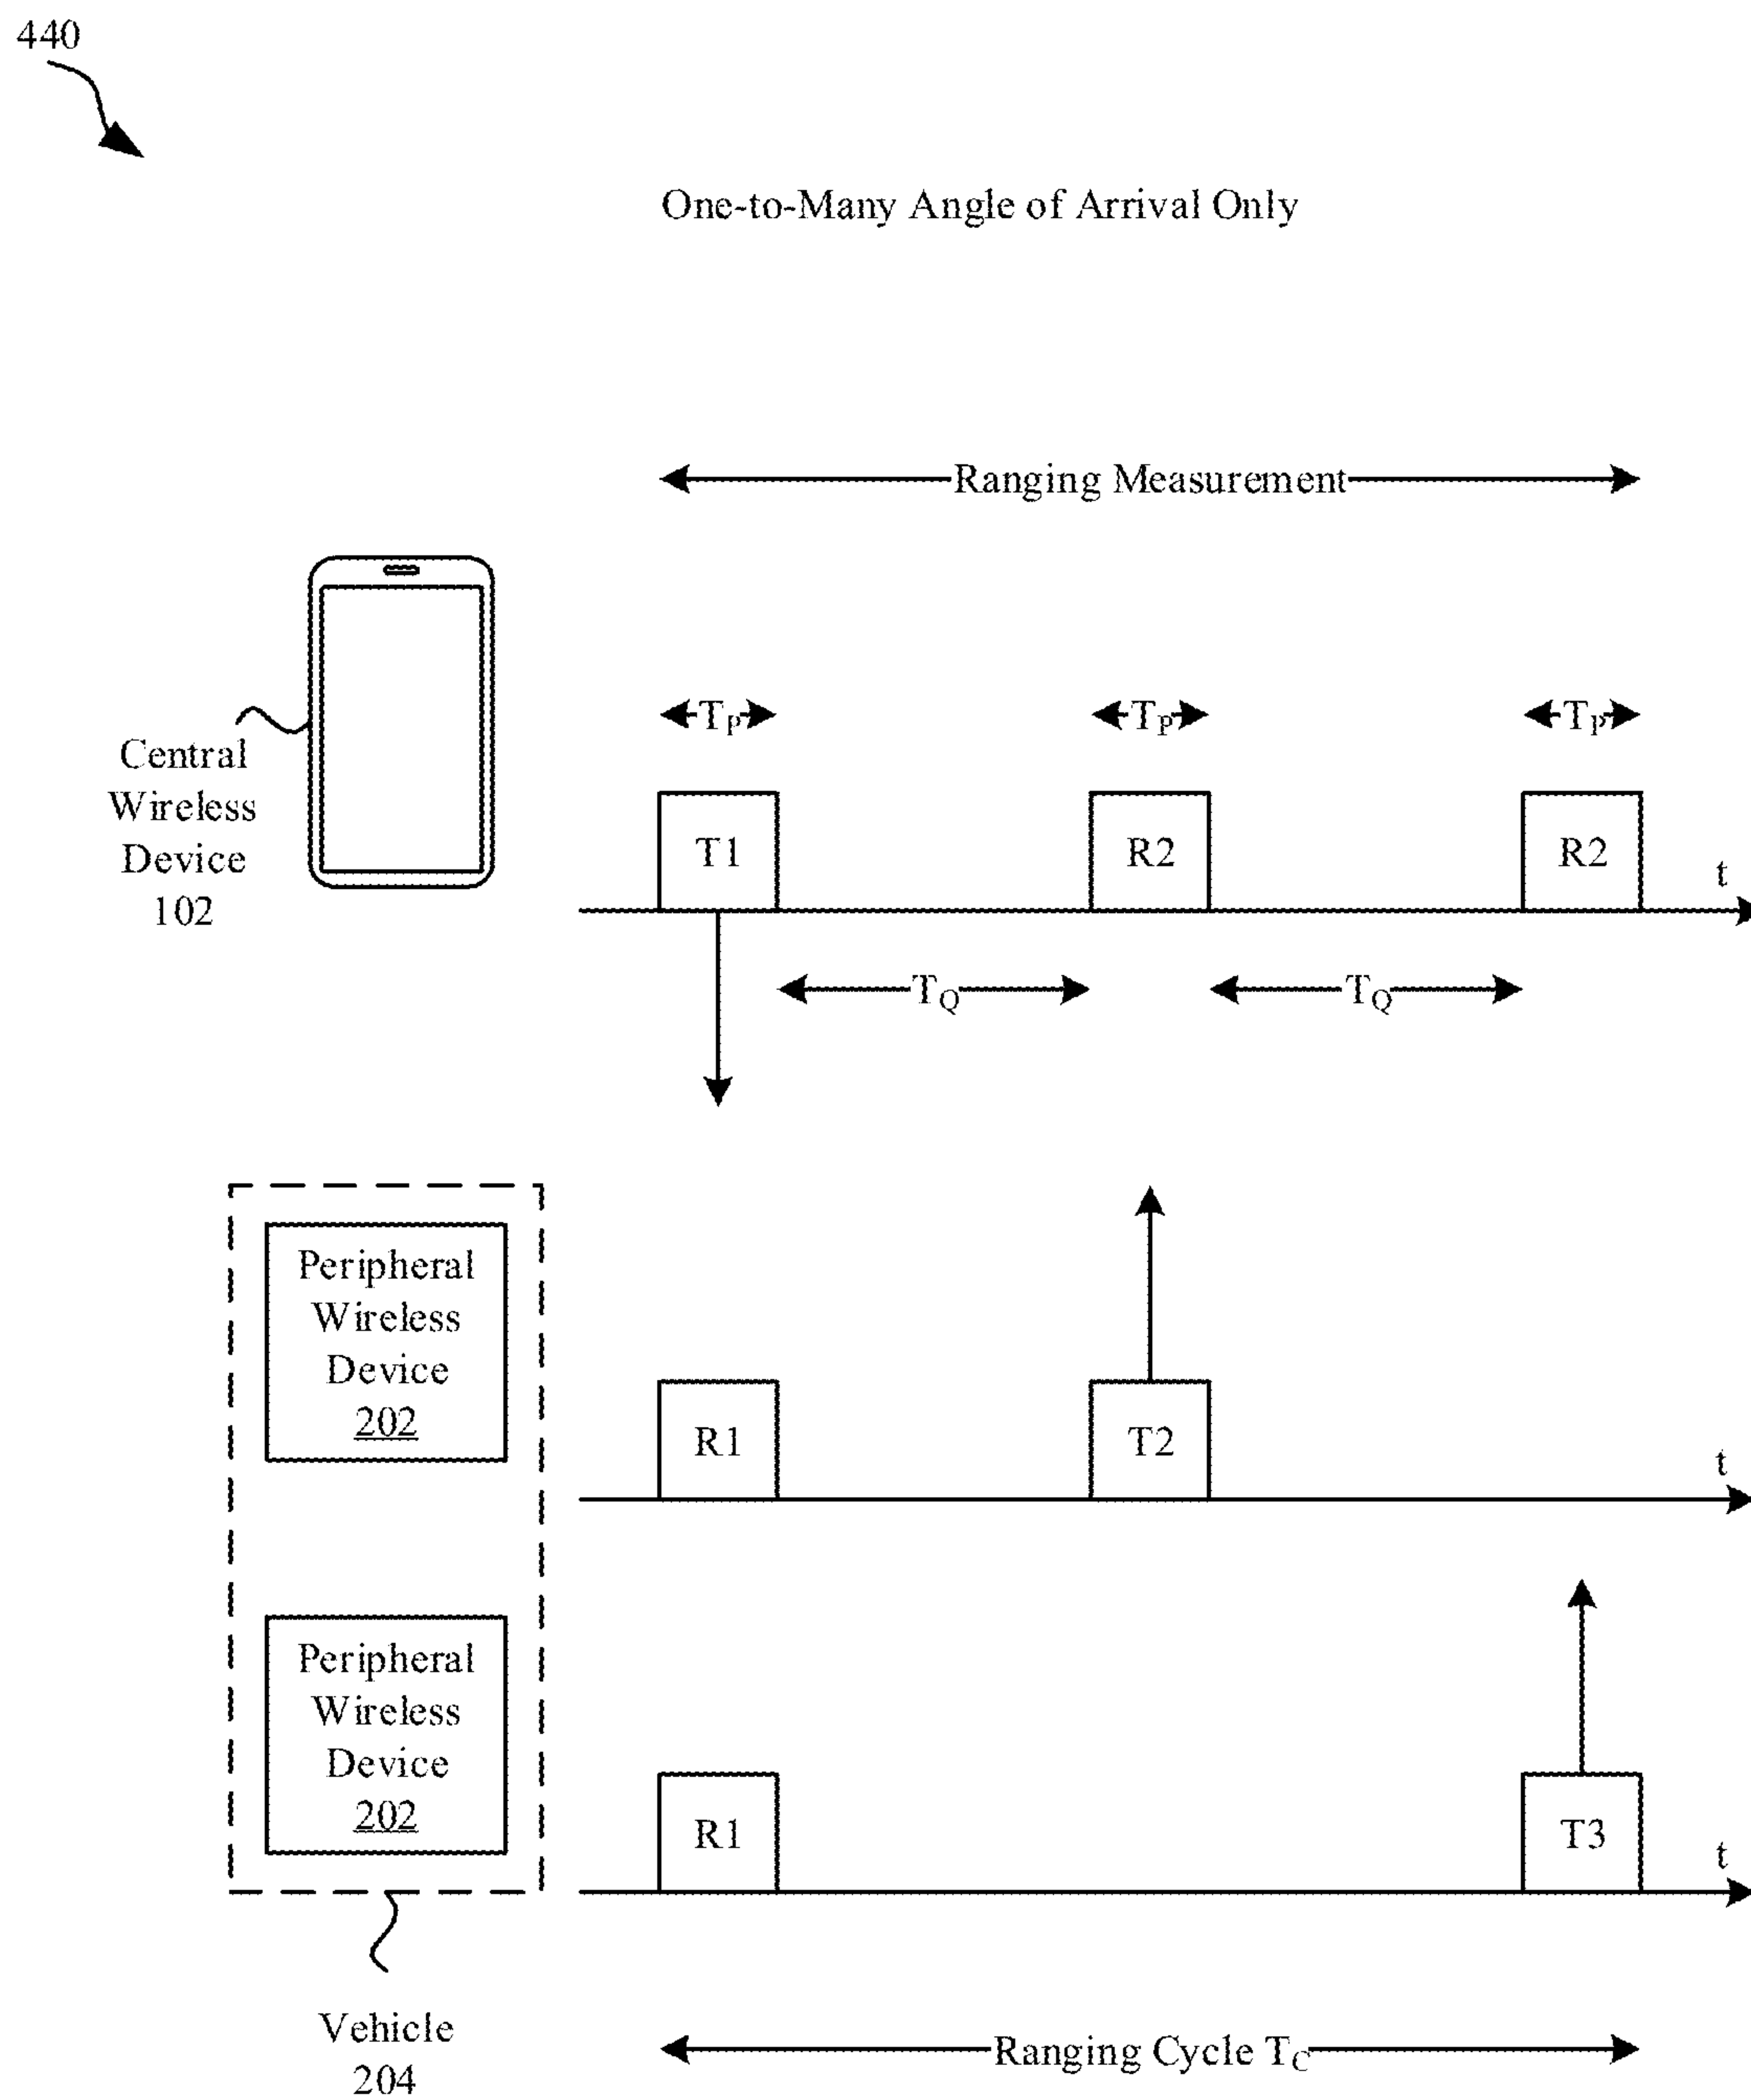 440
One-to-Many Angle of Arrival Only
Ranging Measurement
Central
Wireless
Device
102
TP TP TP
T1 R2 R2 t
TQ TQ
Peripheral
Wireless
Device
202
R1 T2 t
Peripheral
Wireless
Device
202
R1 T3 t
Vehicle
204
Ranging Cycle TC